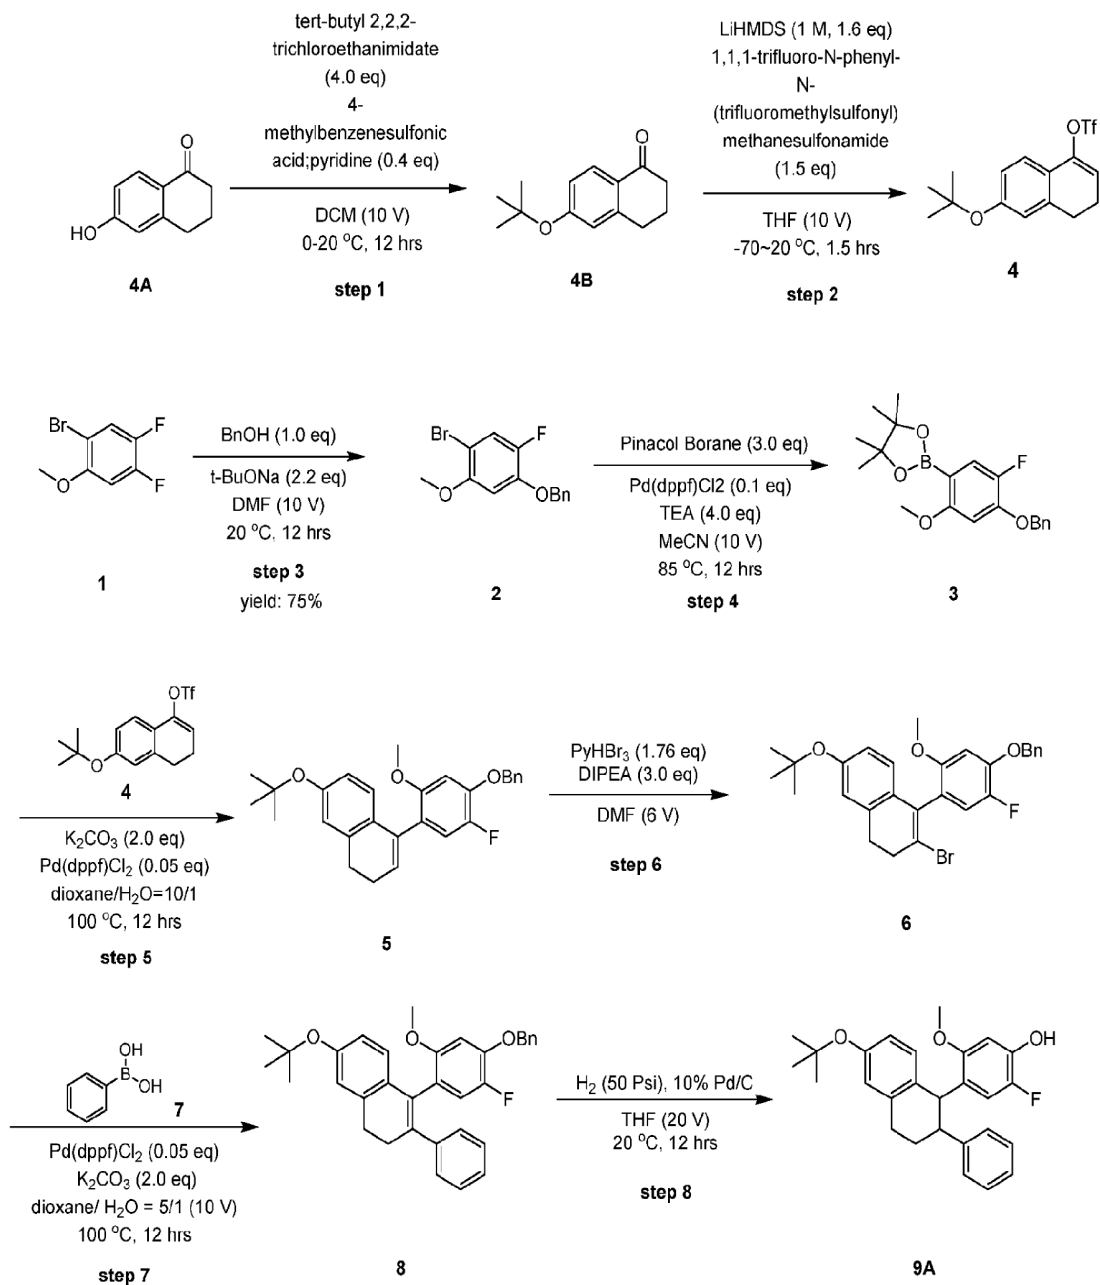 tert-butyl 2,2,2-
trichloroethanimidate
(4.0 eq)
4-
methylbenzenesulfonic
acid;pyridine (0.4 eq)
DCM (10 V)
0-20 °C, 12 hrs
step 1
O
HO
4A
O
O
4B
LiHMDS (1 M, 1.6 eq)
1,1,1-trifluoro-N-phenyl-
N-
(trifluoromethylsulfonyl)
methanesulfonamide
(1.5 eq)
THF (10 V)
-70~20 °C, 1.5 hrs
step 2
OTf
O
4
Br
F
O
F
1
BnOH (1.0 eq)
t-BuONa (2.2 eq)
DMF (10 V)
20 °C, 12 hrs
step 3
yield: 75%
Br
F
O
OBn
2
Pinacol Borane (3.0 eq)
Pd(dppf)Cl2 (0.1 eq)
TEA (4.0 eq)
MeCN (10 V)
85 °C, 12 hrs
step 4
O
B
O
F
O
OBn
3
OTf
O
4
K2CO3 (2.0 eq)
Pd(dppf)Cl2 (0.05 eq)
dioxane/H2O=10/1
100 °C, 12 hrs
step 5
O
O
OBn
F
5
PyHBr3 (1.76 eq)
DIPEA (3.0 eq)
DMF (6 V)
step 6
O
O
OBn
F
Br
6
OH
B
OH
7
Pd(dppf)Cl2 (0.05 eq)
K2CO3 (2.0 eq)
dioxane/ H2O = 5/1 (10 V)
100 °C, 12 hrs
step 7
O
O
OBn
F
8
H2 (50 Psi), 10% Pd/C
THF (20 V)
20 °C, 12 hrs
step 8
O
O
OH
F
9A